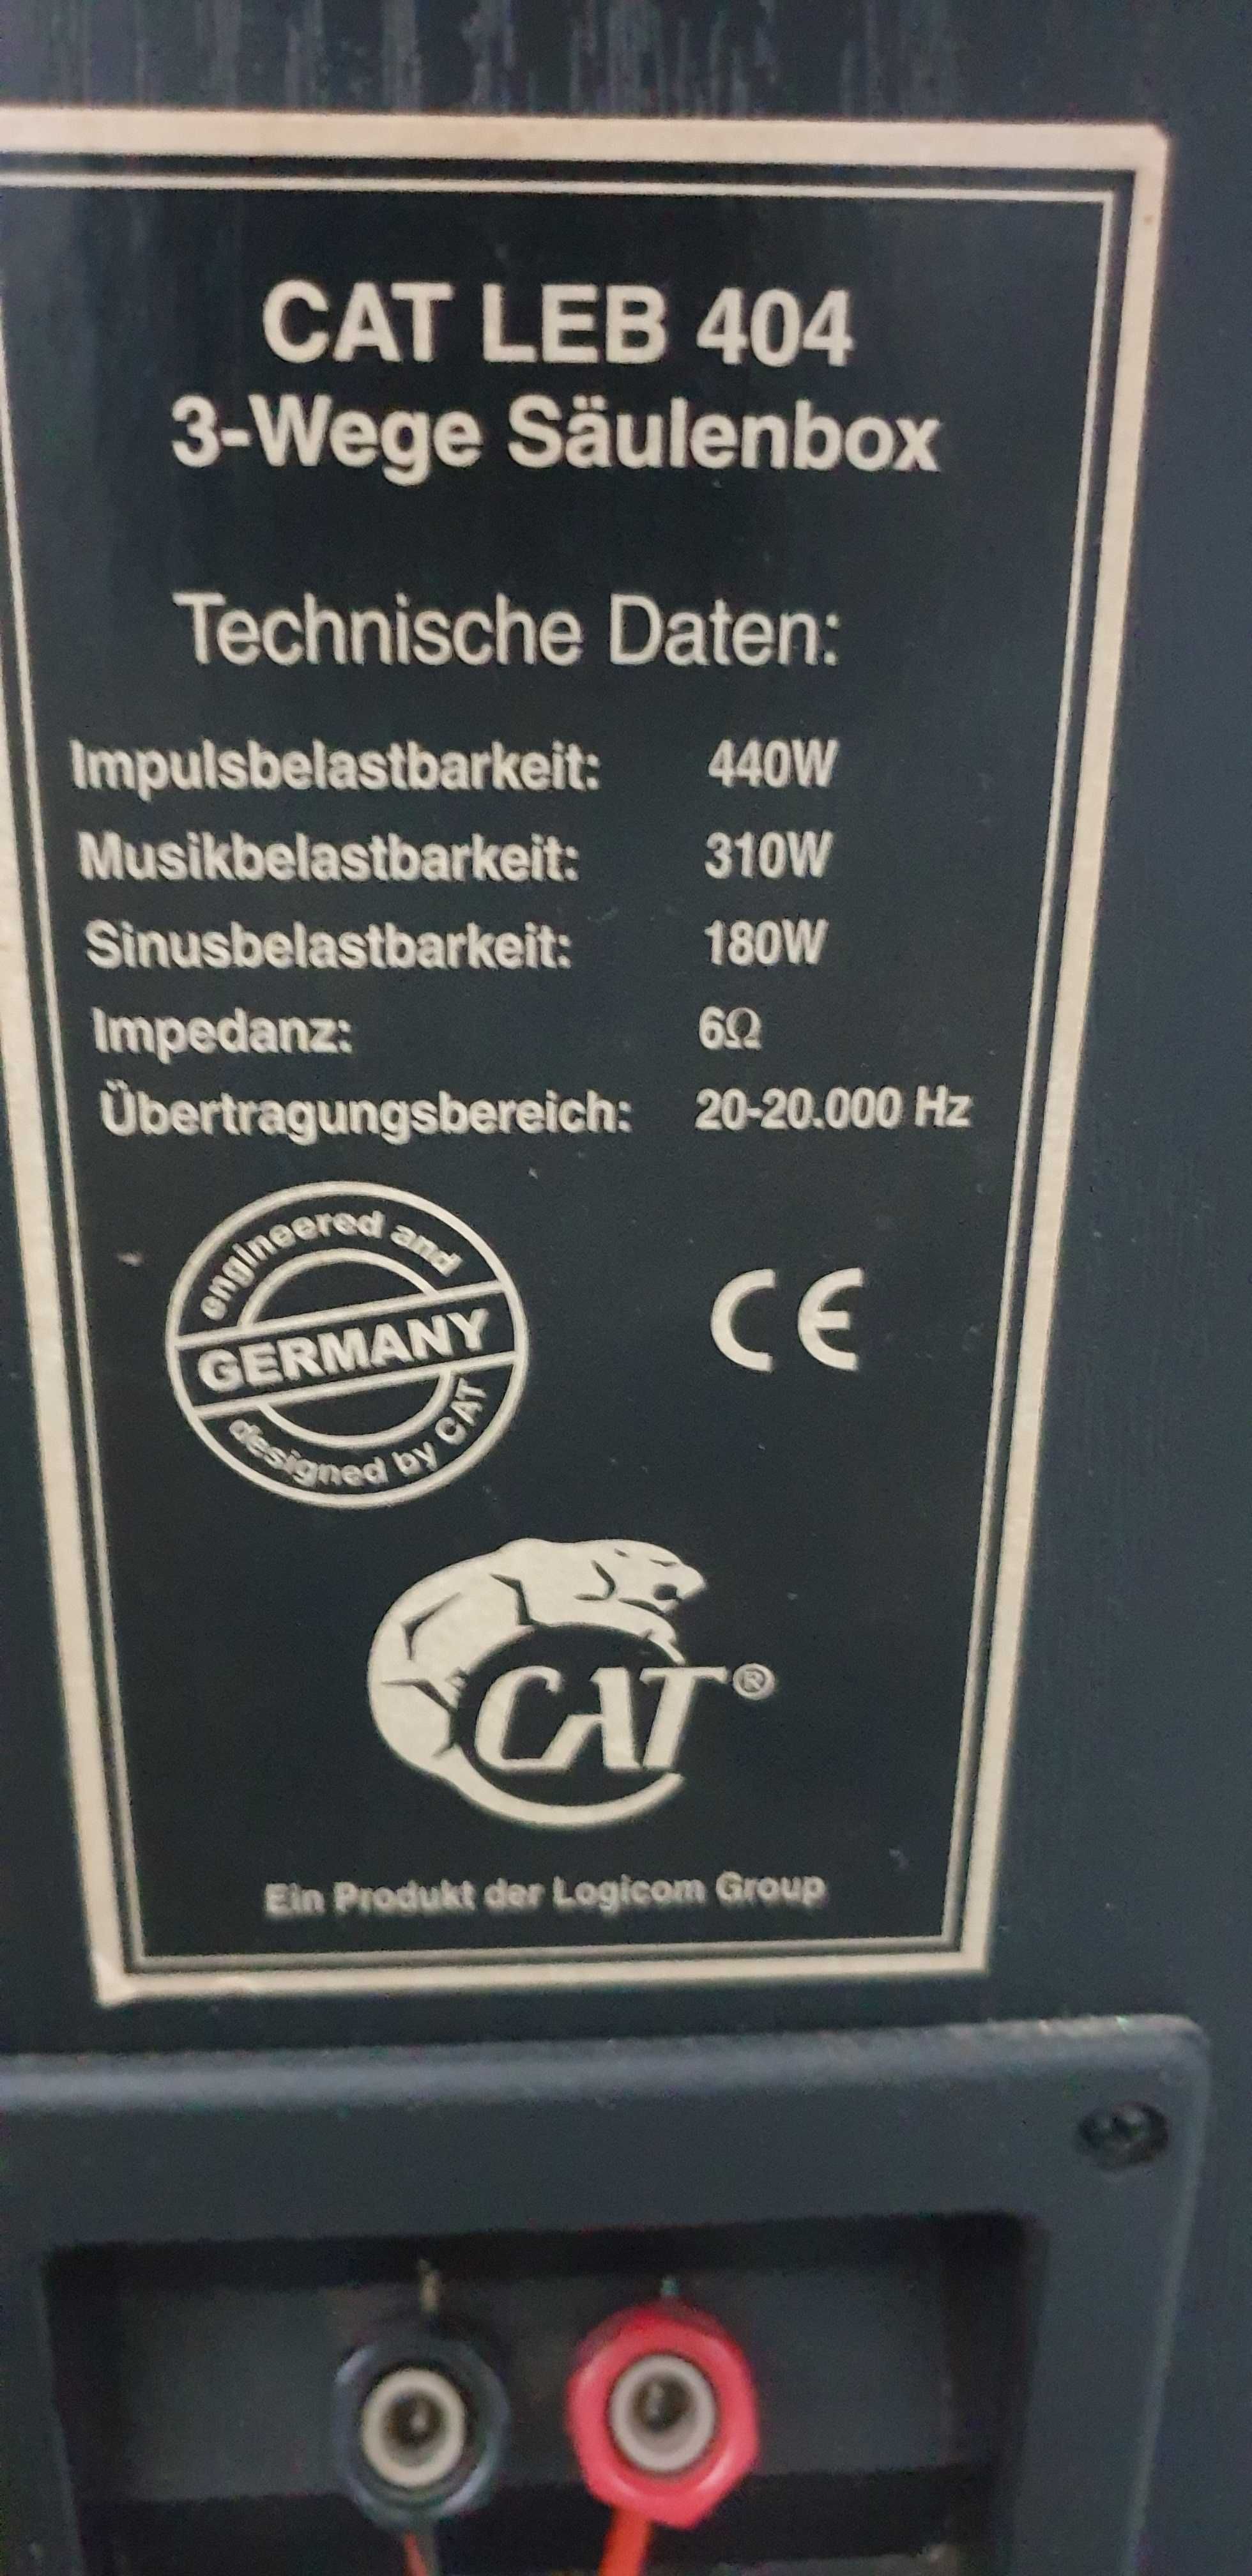 CAT LEB 404
3-Wege Säulenbox
Technische Daten:
Impulsbelastbarkeit: 440W
Musikbelastbarkeit: 310W
Sinusbelastbarkeit: 180W
Impedanz: 6Ω
Übertragungsbereich: 20-20.000 Hz
engineered and
GERMANY
designed by CAT
CE
CAT®
Ein Produkt der Logicom Group